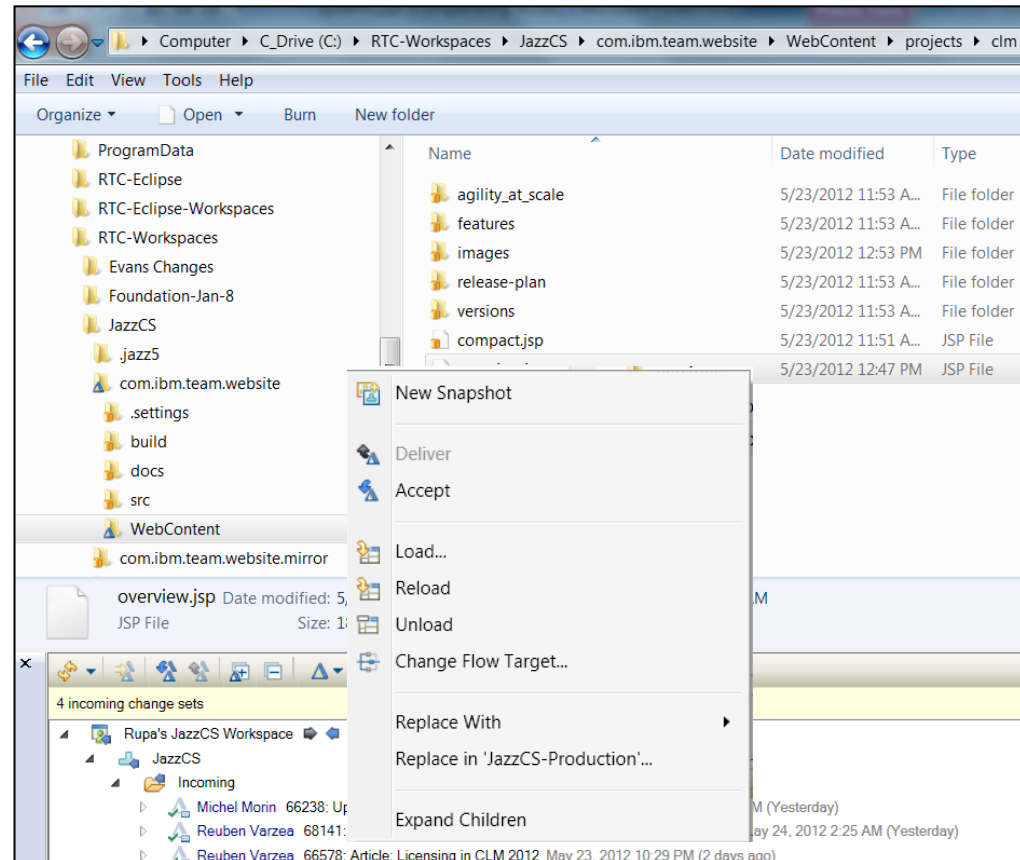 Computer C_Drive (C:) RTC-Workspaces JazzCS com.ibm.team.website WebContent projects clm
File Edit View Tools Help
Organize Open Burn New folder
ProgramData
RTC-Eclipse
RTC-Eclipse-Workspaces
RTC-Workspaces
Evans Changes
Foundation-Jan-8
JazzCS
.jazz5
com.ibm.team.website
.settings
build
docs
src
WebContent
com.ibm.team.website.mirror
Name Date modified Type
agility_at_scale 5/23/2012 11:53 A... File folder
features 5/23/2012 11:53 A... File folder
images 5/23/2012 12:53 PM File folder
release-plan 5/23/2012 11:53 A... File folder
versions 5/23/2012 11:53 A... File folder
compact.jsp 5/23/2012 11:51 A... JSP File
5/23/2012 12:47 PM JSP File
New Snapshot
Deliver
Accept
Load...
Reload
Unload
Change Flow Target...
Replace With
Replace in 'JazzCS-Production'...
Expand Children
overview.jsp Date modified: 5/
JSP File Size:
4 incoming change sets
Rupa's JazzCS Workspace
JazzCS
Incoming
Michel Morin 66238: M (Yesterday)
Reuben Varzea 68141: ay 24, 2012 2:25 AM (Yesterday)
Reuben Varzea 66578: Article: Licensing in CLM 2012 May 23, 2012 10:29 PM (2 days ago)